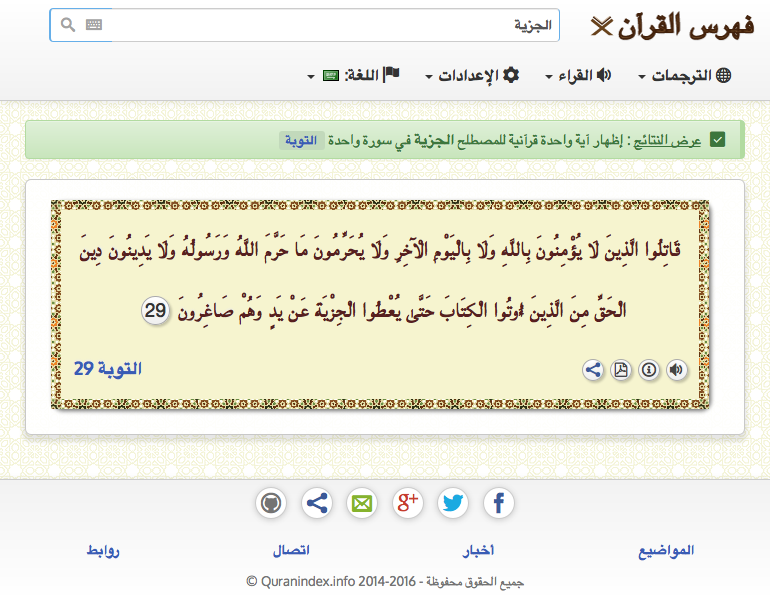 فهرس القرآن
الجزية
الترجمات
القراء
الإعدادات
اللغة:
عرض النتائج : إظهار آية واحدة قرآنية للمصطلح الجزية في سورة واحدة التوبة
قَاتِلُوا الَّذِينَ لَا يُؤْمِنُونَ بِاللَّهِ وَلَا بِالْيَوْمِ الْآخِرِ وَلَا يُحَرِّمُونَ مَا حَرَّمَ اللَّهُ وَرَسُولُهُ وَلَا يَدِينُونَ دِينَ
الْحَقِّ مِنَ الَّذِينَ أُوتُوا الْكِتَابَ حَتَّىٰ يُعْطُوا الْجِزْيَةَ عَنْ يَدٍ وَهُمْ صَاغِرُونَ 29
التوبة 29
المواضيع
أخبار
اتصال
روابط
جميع الحقوق محفوظة - 2014-2016 Quranindex.info ©